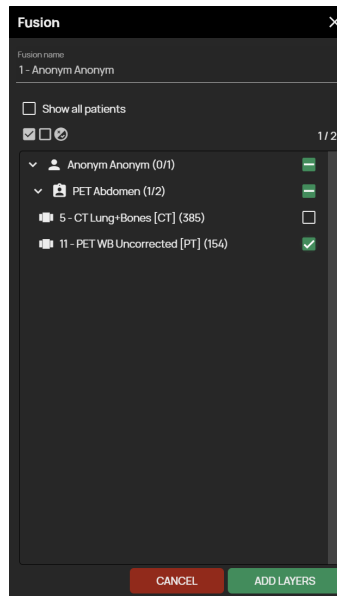 Fusion
Fusion name
1 - Anonym Anonym
Show all patients
1 / 2
Anonym Anonym (0/1)
PET Abdomen (1/2)
5 - CT Lung+Bones [CT] (385)
11 - PET WB Uncorrected [PT] (154)
CANCEL
ADD LAYERS